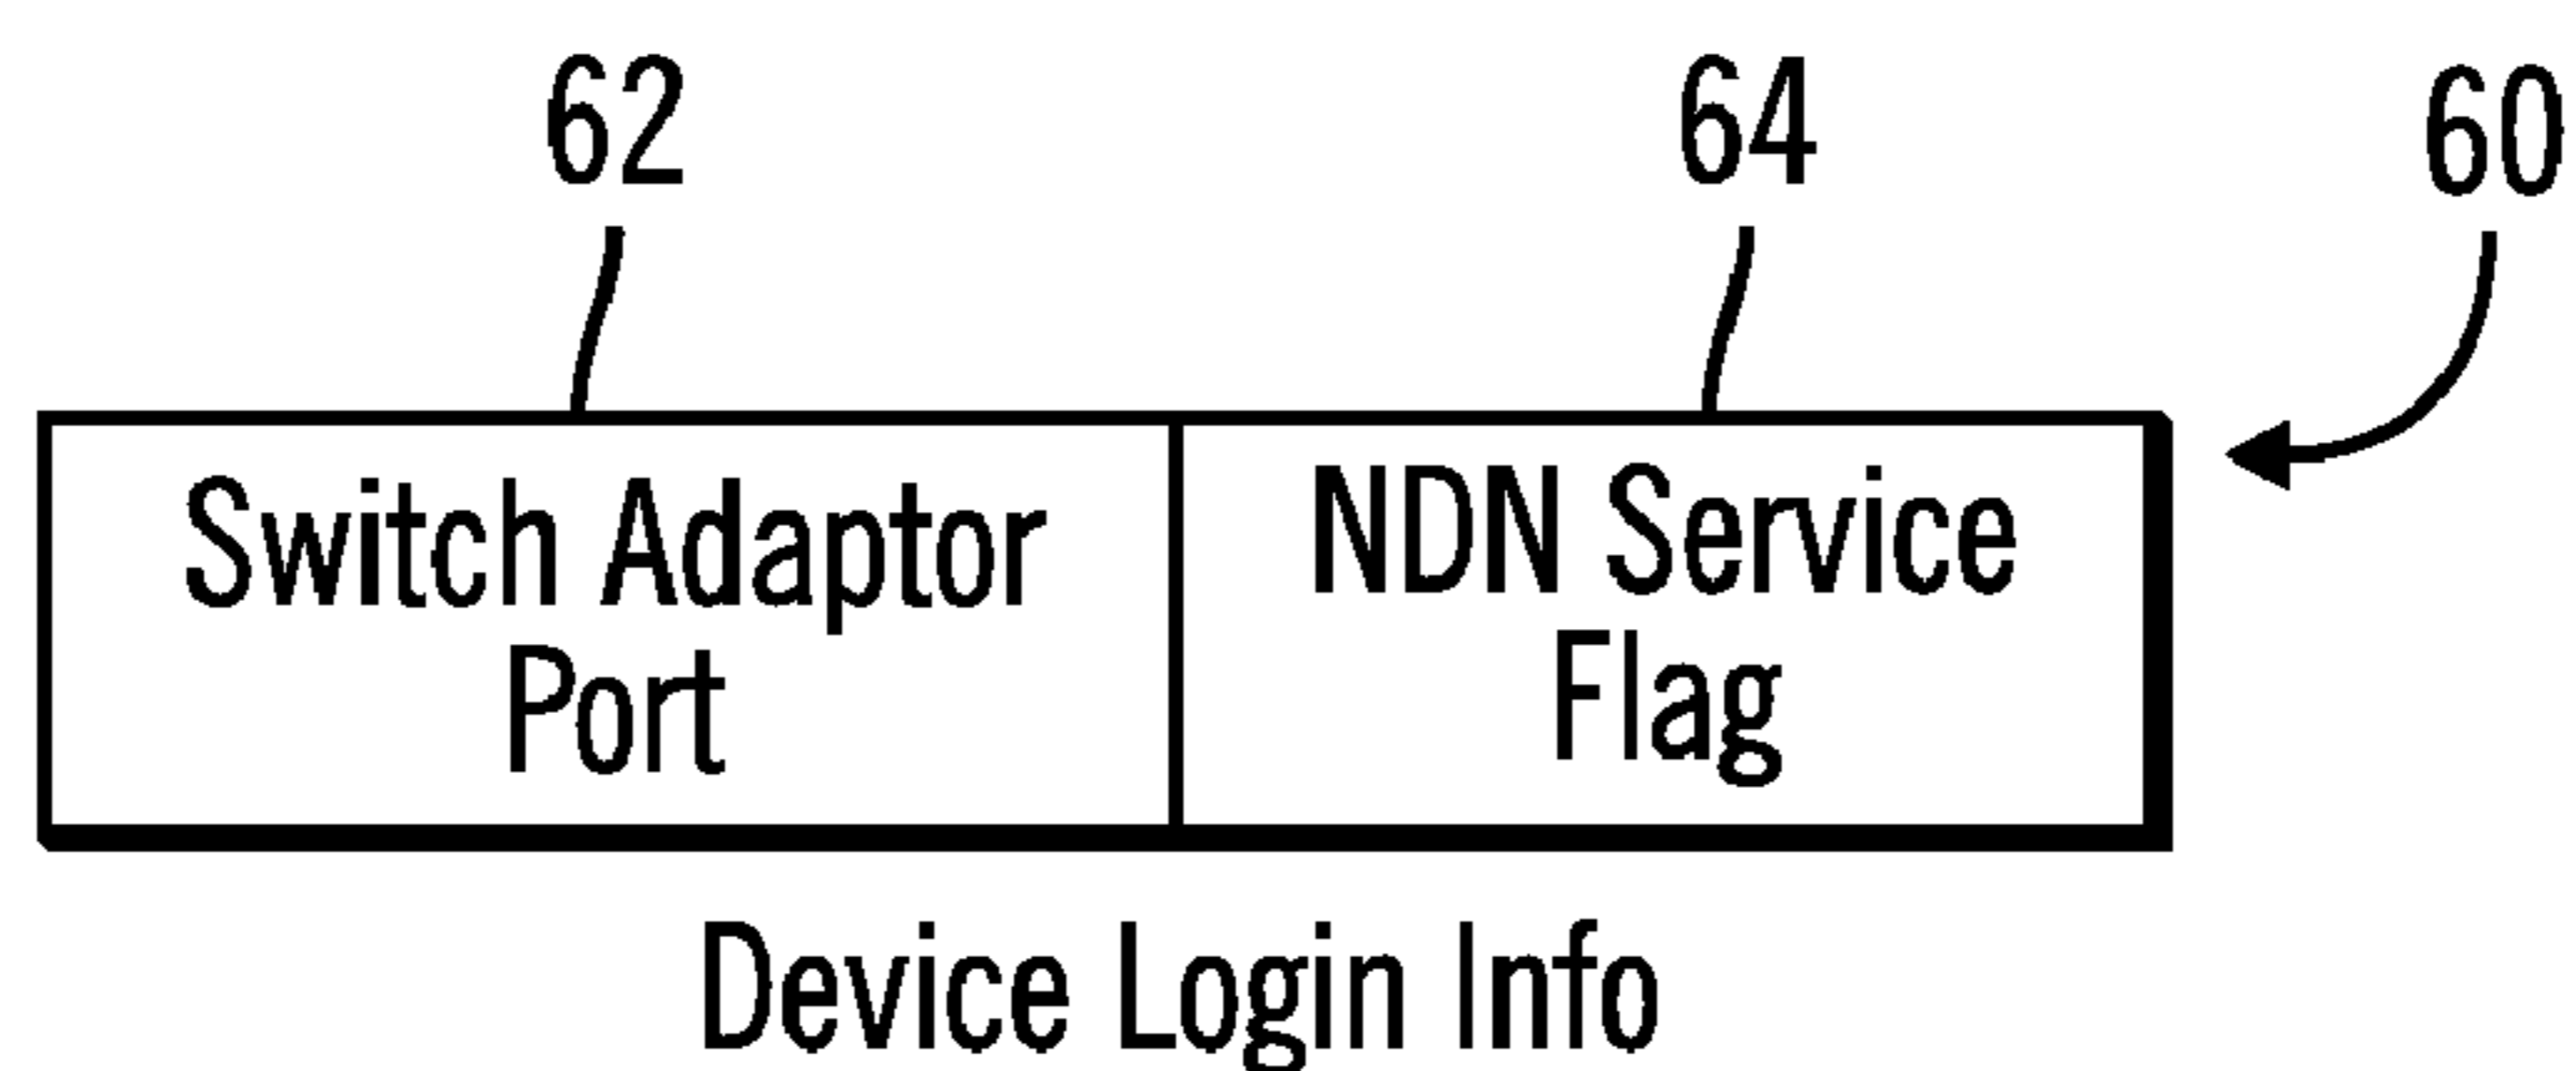 62 64 60
Switch Adaptor Port
NDN Service Flag
Device Login Info